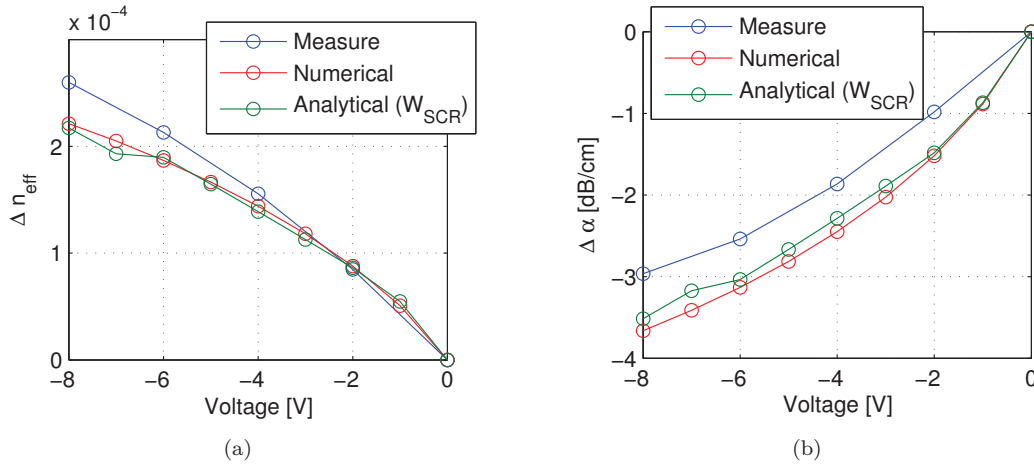 x 10⁻⁴
Measure
Numerical
Analytical (W_SCR)
2
1
0
Δ n_eff
−8 −6 −4 −2 0
Voltage [V]
(a)
Measure
Numerical
Analytical (W_SCR)
0
−1
−2
−3
−4
Δ α [dB/cm]
−8 −6 −4 −2 0
Voltage [V]
(b)